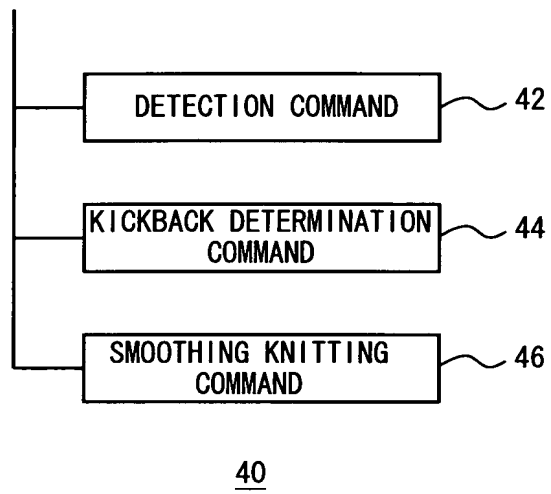 DETECTION COMMAND
42
KICKBACK DETERMINATION
COMMAND
44
SMOOTHING KNITTING
COMMAND
46
40